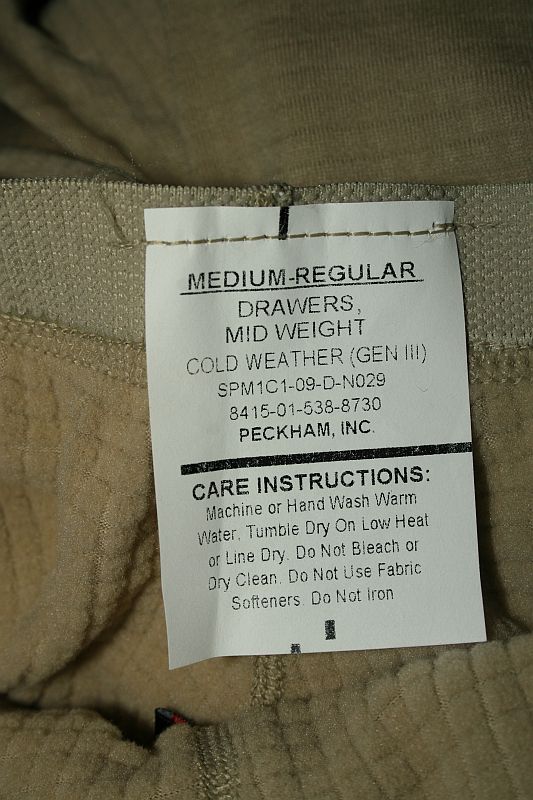 MEDIUM-REGULAR
DRAWERS,
MID WEIGHT
COLD WEATHER (GEN III)
SPM1C1-09-D-N029
8415-01-538-8730
PECKHAM, INC.
CARE INSTRUCTIONS:
Machine or Hand Wash Warm
Water, Tumble Dry On Low Heat
or Line Dry. Do Not Bleach or
Dry Clean. Do Not Use Fabric
Softeners. Do Not Iron